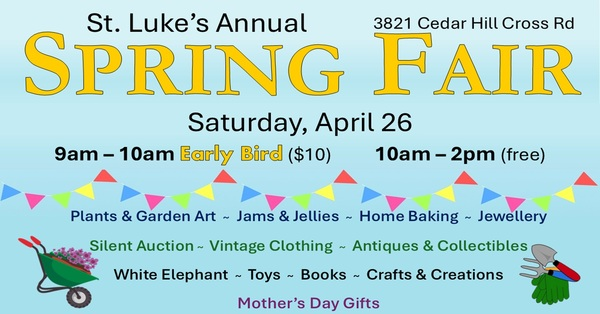 St. Luke's Annual
3821 Cedar Hill Cross Rd
SPRING FAIR
Saturday, April 26
9am – 10am Early Bird ($10) 10am – 2pm (free)
Plants & Garden Art ~ Jams & Jellies ~ Home Baking ~ Jewellery
Silent Auction ~ Vintage Clothing ~ Antiques & Collectibles
White Elephant ~ Toys ~ Books ~ Crafts & Creations
Mother's Day Gifts